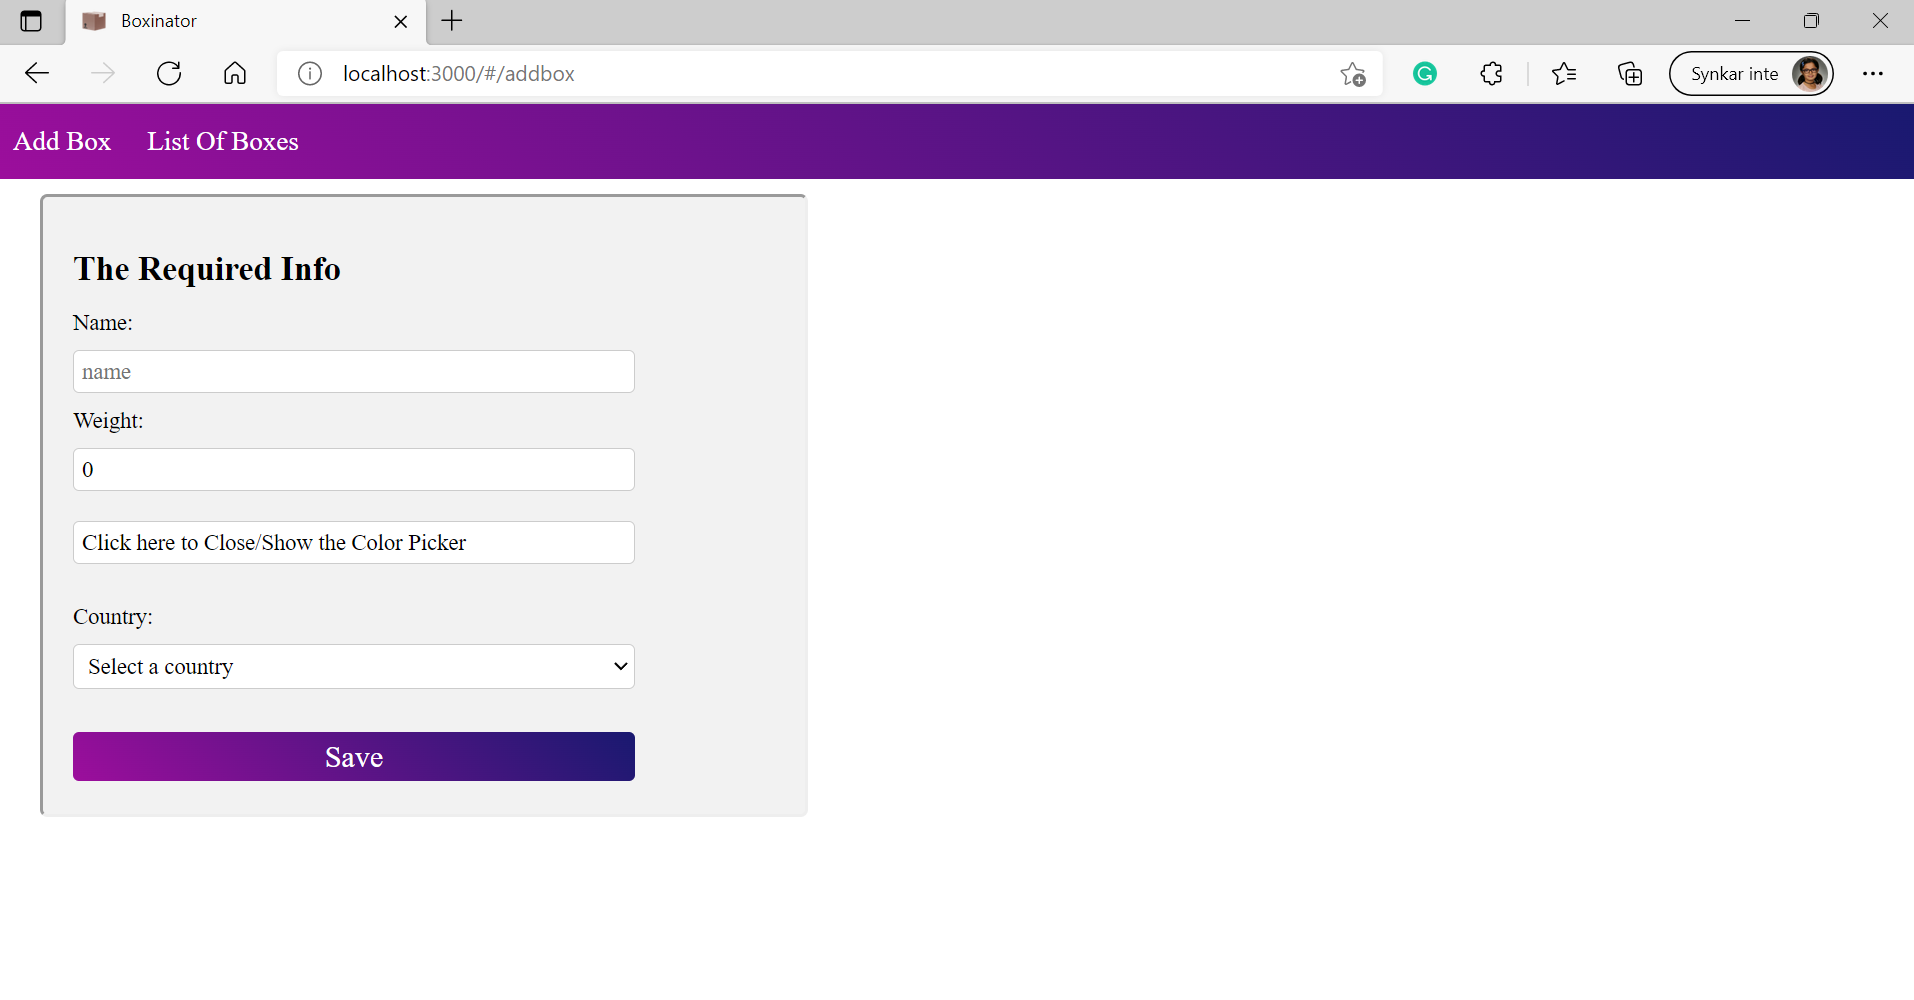 Boxinator
localhost:3000/#/addbox
Synkar inte
Add Box List Of Boxes
The Required Info
Name:
name
Weight:
0
Click here to Close/Show the Color Picker
Country:
Select a country
Save